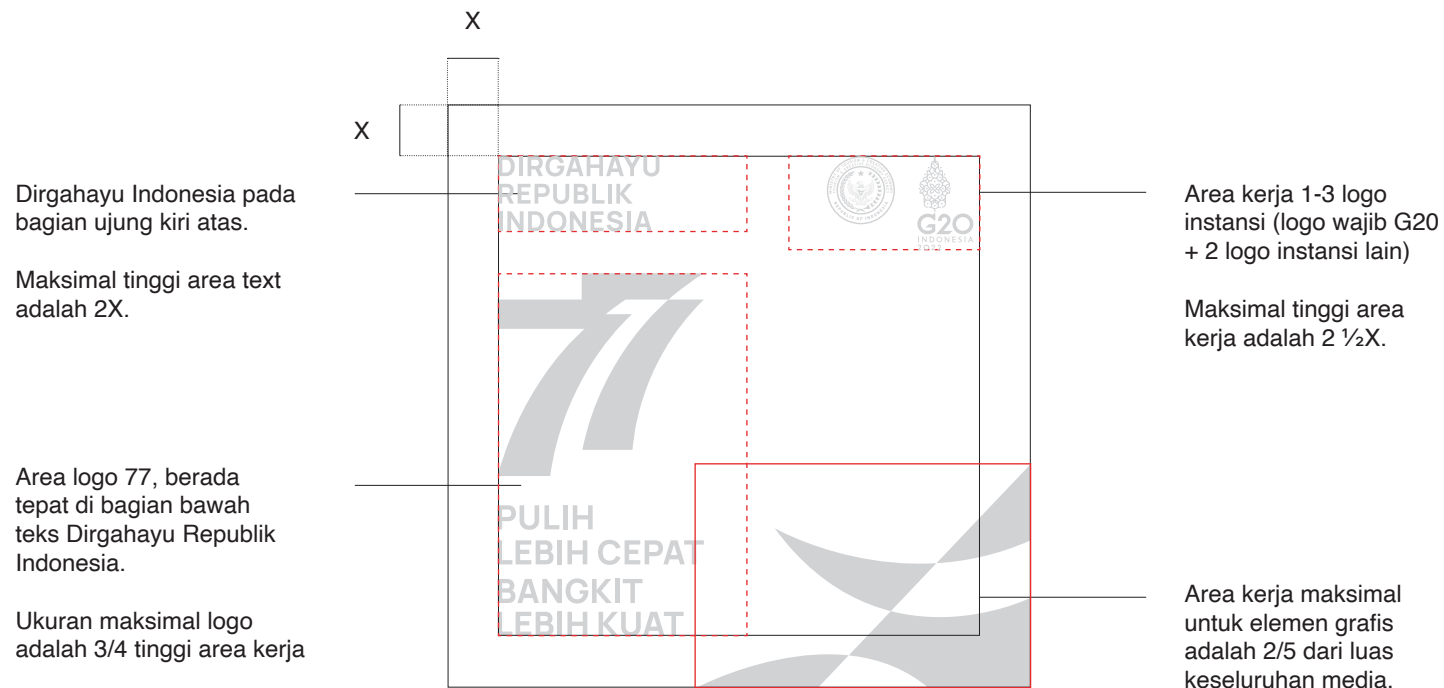 X
X
Dirgahayu Indonesia pada
bagian ujung kiri atas.
Maksimal tinggi area text
adalah 2X.
Area logo 77, berada
tepat di bagian bawah
teks Dirgahayu Republik
Indonesia.
Ukuran maksimal logo
adalah 3/4 tinggi area kerja
DIRGAHAYU
REPUBLIK
INDONESIA
77
PULIH
LEBIH CEPAT
BANGKIT
LEBIH KUAT
G20
INDONESIA
2022
Area kerja 1-3 logo
instansi (logo wajib G20
+ 2 logo instansi lain)
Maksimal tinggi area
kerja adalah 2 ½X.
Area kerja maksimal
untuk elemen grafis
adalah 2/5 dari luas
keseluruhan media.